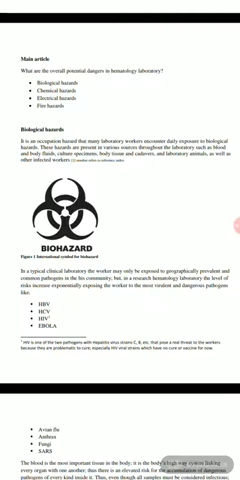 Main article
What are the overall potential dangers in hematology laboratory?
• Biological hazards
• Chemical hazards
• Electrical hazards
• Fire hazards
Biological hazards
It is an occupation hazard that many laboratory workers encounter daily exposure to biological
hazards. These hazards are present in various sources throughout the laboratory such as blood
and body fluids, culture specimens, body tissue and cadavers, and laboratory animals, as well as
other infected workers
BIOHAZARD
Figure 1 International symbol for biohazard
In a typical clinical laboratory the worker may only be exposed to geographically prevalent and
common pathogens in the his community; but, in a research hematology laboratory the level of
risks increase exponentially exposing the worker to the most virulent and dangerous pathogens
like:
• HBV
• HCV
• HIV¹
• EBOLA
¹ HIV is one of the two pathogens with Hepatitis virus strains C, B, etc. that pose a real threat to the workers
because they are problematic to cure; especially HIV viral strains which have no cure or vaccine for now.
• Avian flu
• Anthrax
• Fungi
• SARS
The blood is the most important tissue in the body; it is the body's high way system linking
every organ with one another; thus there is an elevated risk for the accumulation of dangerous
pathogens of every kind inside it. Thus, even though all samples must be considered infectious;